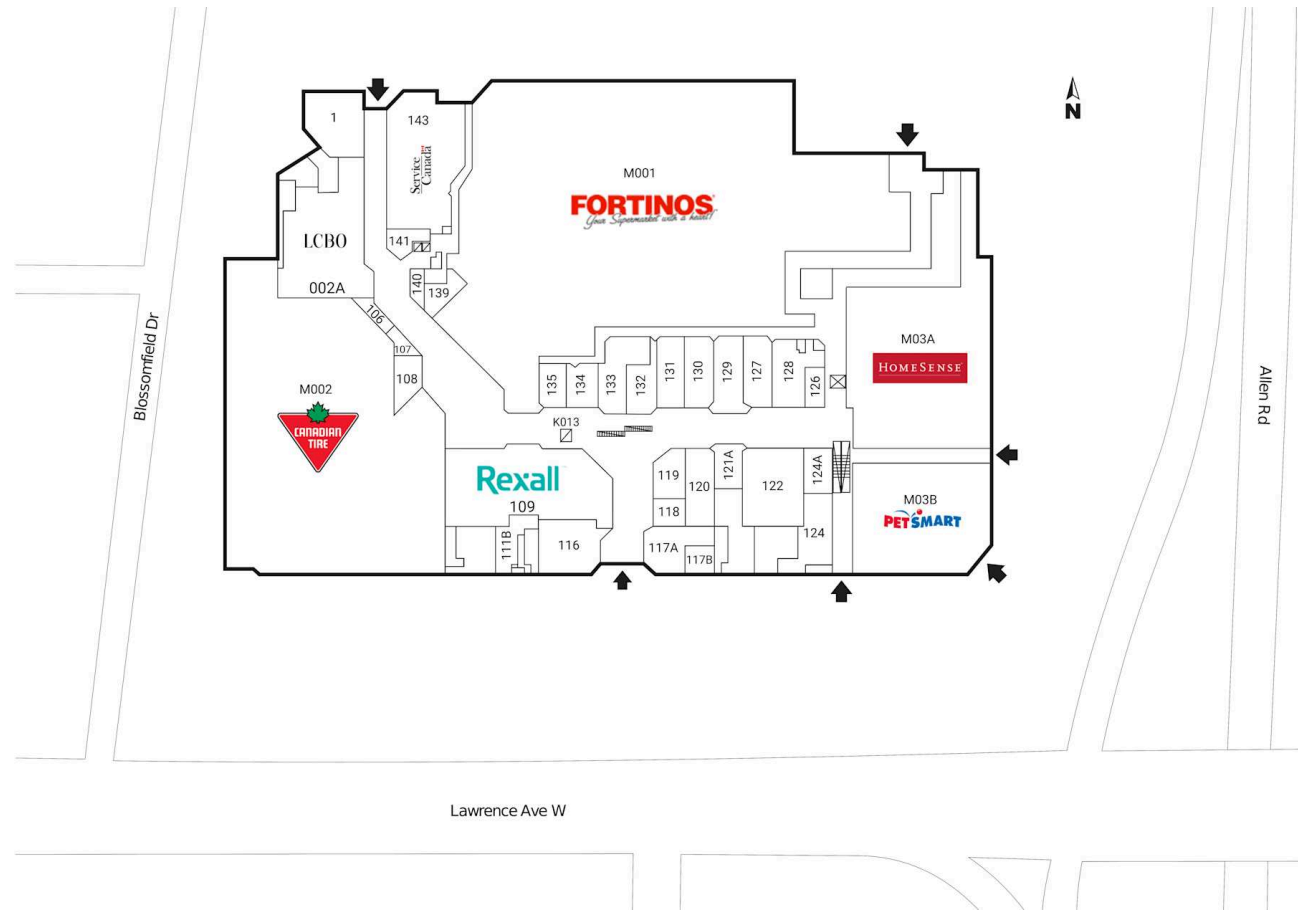 1
143
N
Service
Canada
M001
FORTINOS
Your Supermarket with a heart!
LCBO
141
002A
140
139
106
107
108
M002
CANADIAN
TIRE
Blossomfield Dr
M03A
HOMESENSE
Allen Rd
135
134
133
132
131
130
129
127
128
126
K013
Rexall
109
119
120
121A
122
124A
118
M03B
PETSMART
111B
116
117A
117B
124
Lawrence Ave W